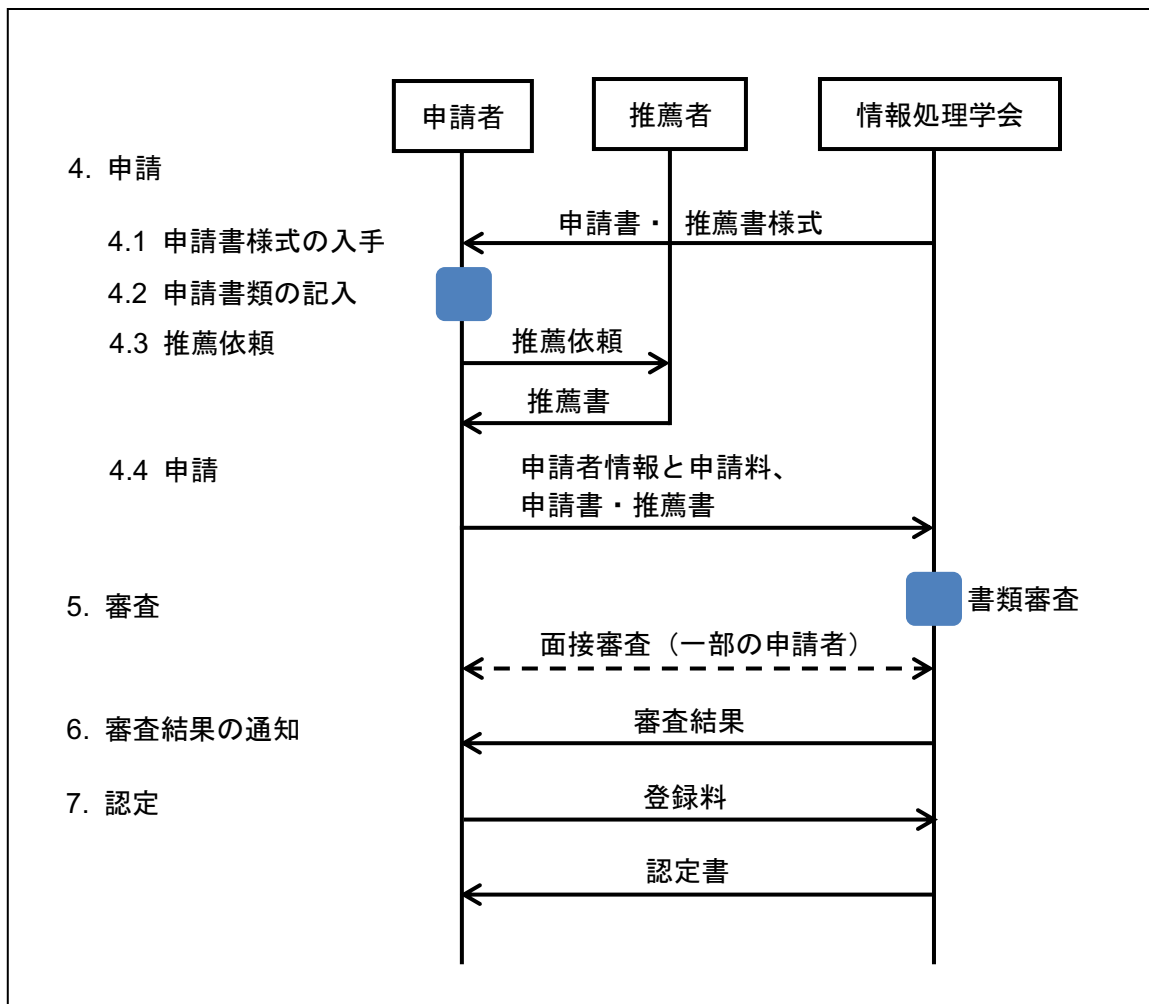 申請者
推薦者
情報処理学会
4. 申請
申請書・ 推薦書様式
4.1 申請書様式の入手
4.2 申請書類の記入
4.3 推薦依頼
推薦依頼
推薦書
4.4 申請
申請者情報と申請料、
申請書・推薦書
5. 審査
書類審査
面接審査（一部の申請者）
6. 審査結果の通知
審査結果
7. 認定
登録料
認定書